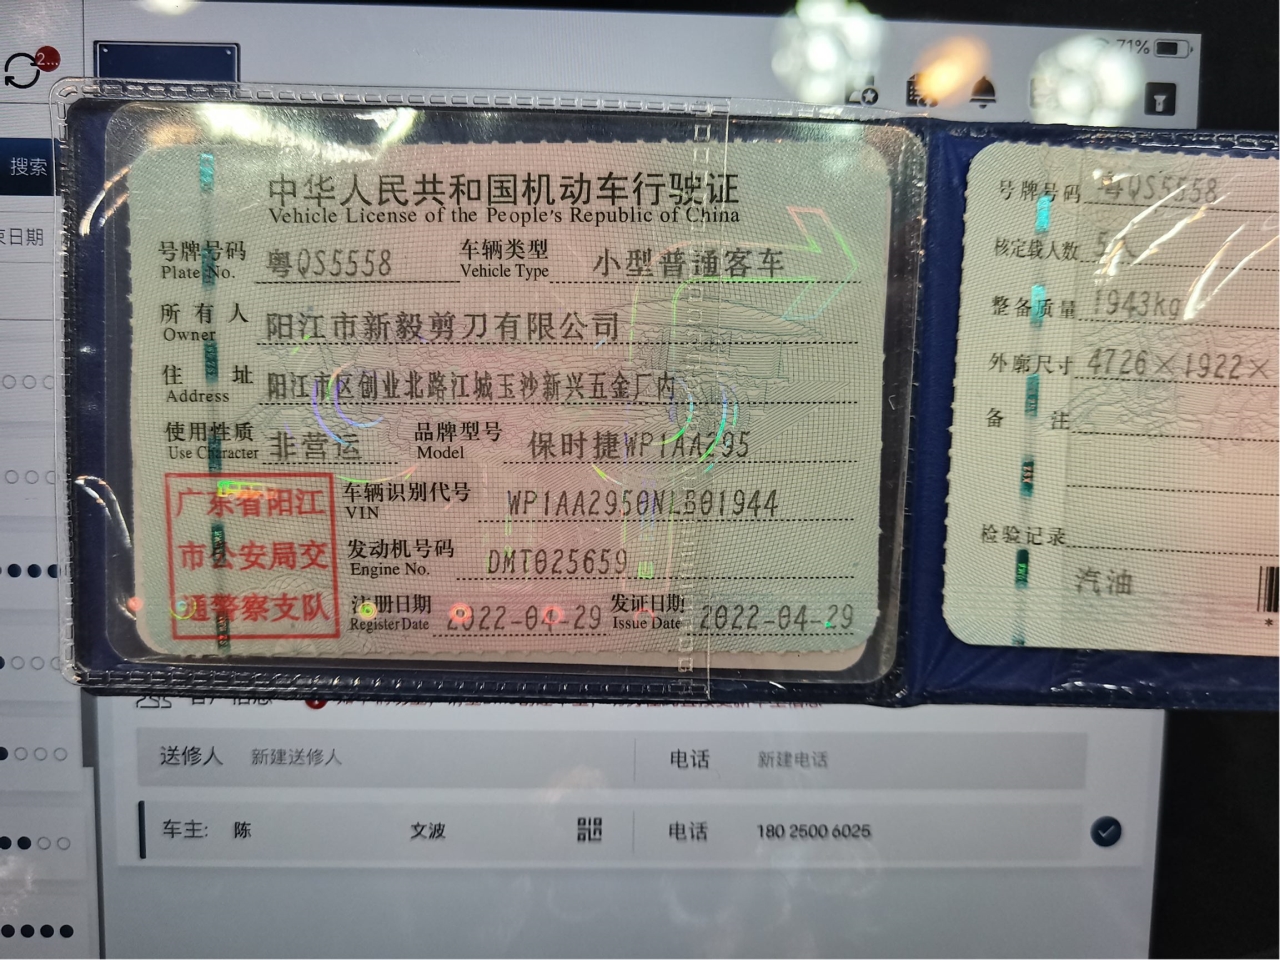 2...
71%
搜索
束日期
中华人民共和国机动车行驶证
Vehicle License of the People's Republic of China
号牌号码 粤QS5558 车辆类型 小型普通客车
Plate No. Vehicle Type
所有人 阳江市新毅剪刀有限公司
Owner
住址 阳江市区创业北路江城玉沙新兴五金厂内
Address
使用性质 非营运 品牌型号 保时捷WP1AA295
Use Character Model
车辆识别代号 WP1AA2950NLB01944
VIN
发动机号码 DMT025659
Engine No.
注册日期 2022-04-29 发证日期 2022-04-29
Register Date Issue Date
广东省阳江
市公安局交
通警察支队
号牌号码 粤QS5558
核定载人数 5人
整备质量 1943kg
外廓尺寸 4726×1922×
备注
检验记录
汽油
*
送修人 新建送修人 电话 新建电话
车主: 陈 文波 电话 180 2500 6025